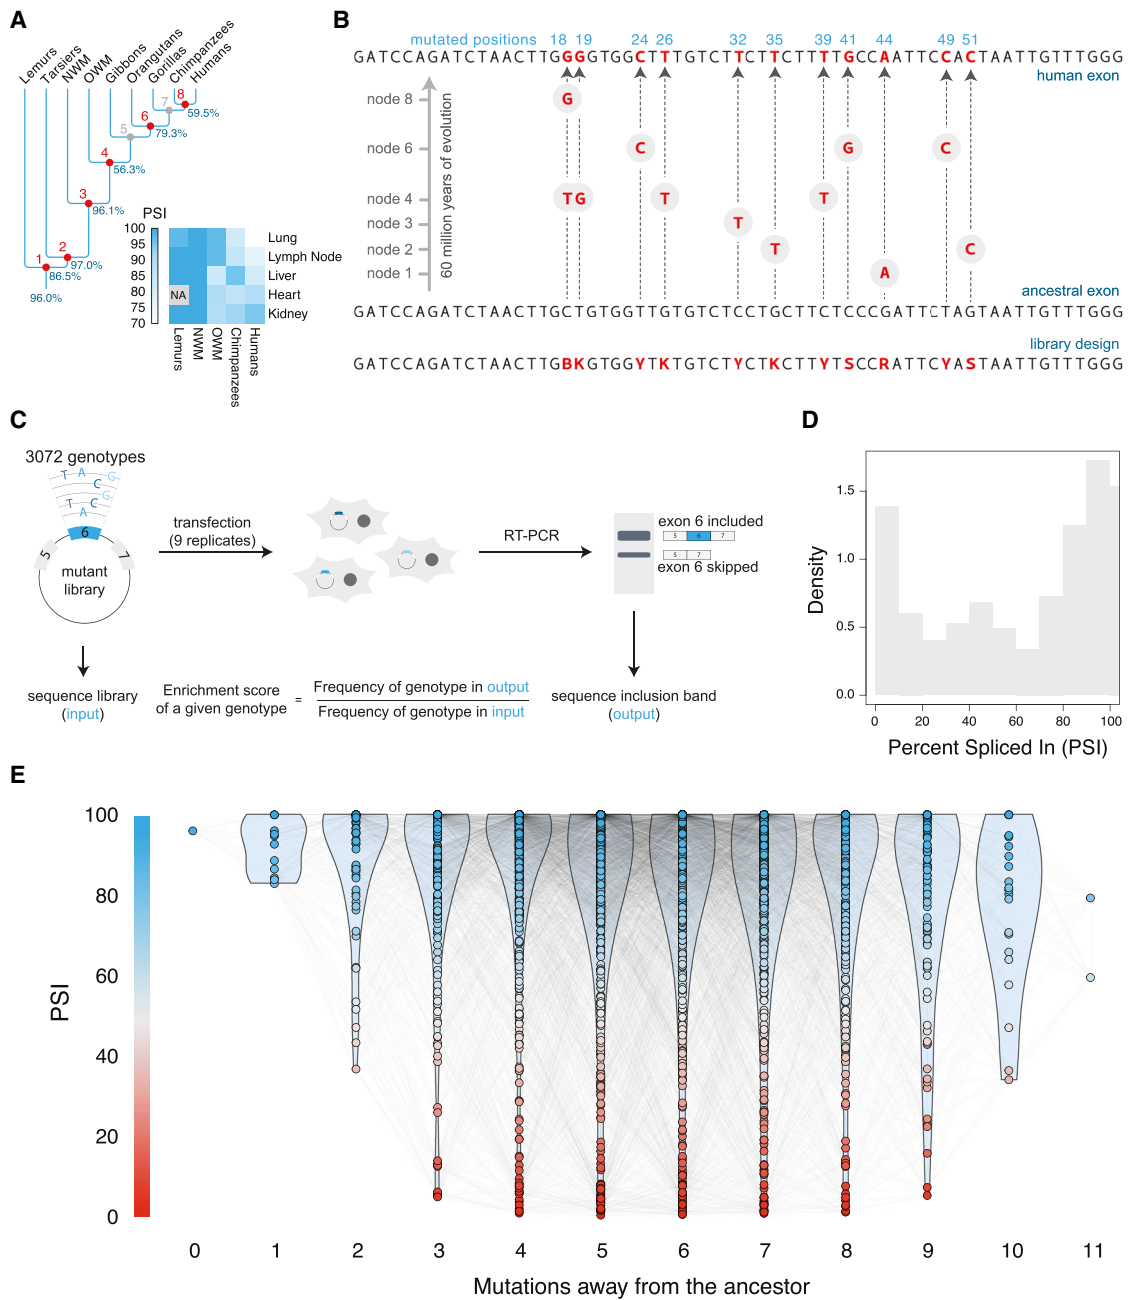 A
Lemurs
Tarsiers
NWM
OWM
Gibbons
Orangutans
Gorillas
Chimpanzees
Humans
8
7
59.5%
6
79.3%
5
4
56.3%
3
96.1%
2
97.0%
1
86.5%
96.0%
PSI
100
95
90
85
80
75
70
NA
Lung
Lymph Node
Liver
Heart
Kidney
Lemurs
NWM
OWM
Chimpanzees
Humans
B
mutated positions 18 19 24 26 32 35 39 41 44 49 51
GATCCAGATCTAACTTGGGGTGGCTTTGTCTTCTTCTTTTGCCAATTCCACTAATTGTTTGGG
human exon
node 8
G
node 6
C G C
node 4
T G T T
node 3
T
node 2
T C
node 1
A
60 million years of evolution
ancestral exon
GATCCAGATCTAACTTGCTGTGGTTGTGTCTCCTGCTTCTCCCGATTCTAGTAATTGTTTGGG
library design
GATCCAGATCTAACTTGBKGTGGYTKTGTCTYCTKCTTYTSCCRATTCYASTAATTGTTTGGG
C
3072 genotypes
T A G
C
G
T C
A
5
6
7
mutant
library
transfection
(9 replicates)
RT-PCR
exon 6 included
5 6 7
5 7
exon 6 skipped
sequence library
(input)
Enrichment score
of a given genotype
=
Frequency of genotype in output
Frequency of genotype in input
sequence inclusion band
(output)
D
Density
1.5
1.0
0.5
0.0
0 20 40 60 80 100
Percent Spliced In (PSI)
E
PSI
100
80
60
40
20
0
0 1 2 3 4 5 6 7 8 9 10 11
Mutations away from the ancestor